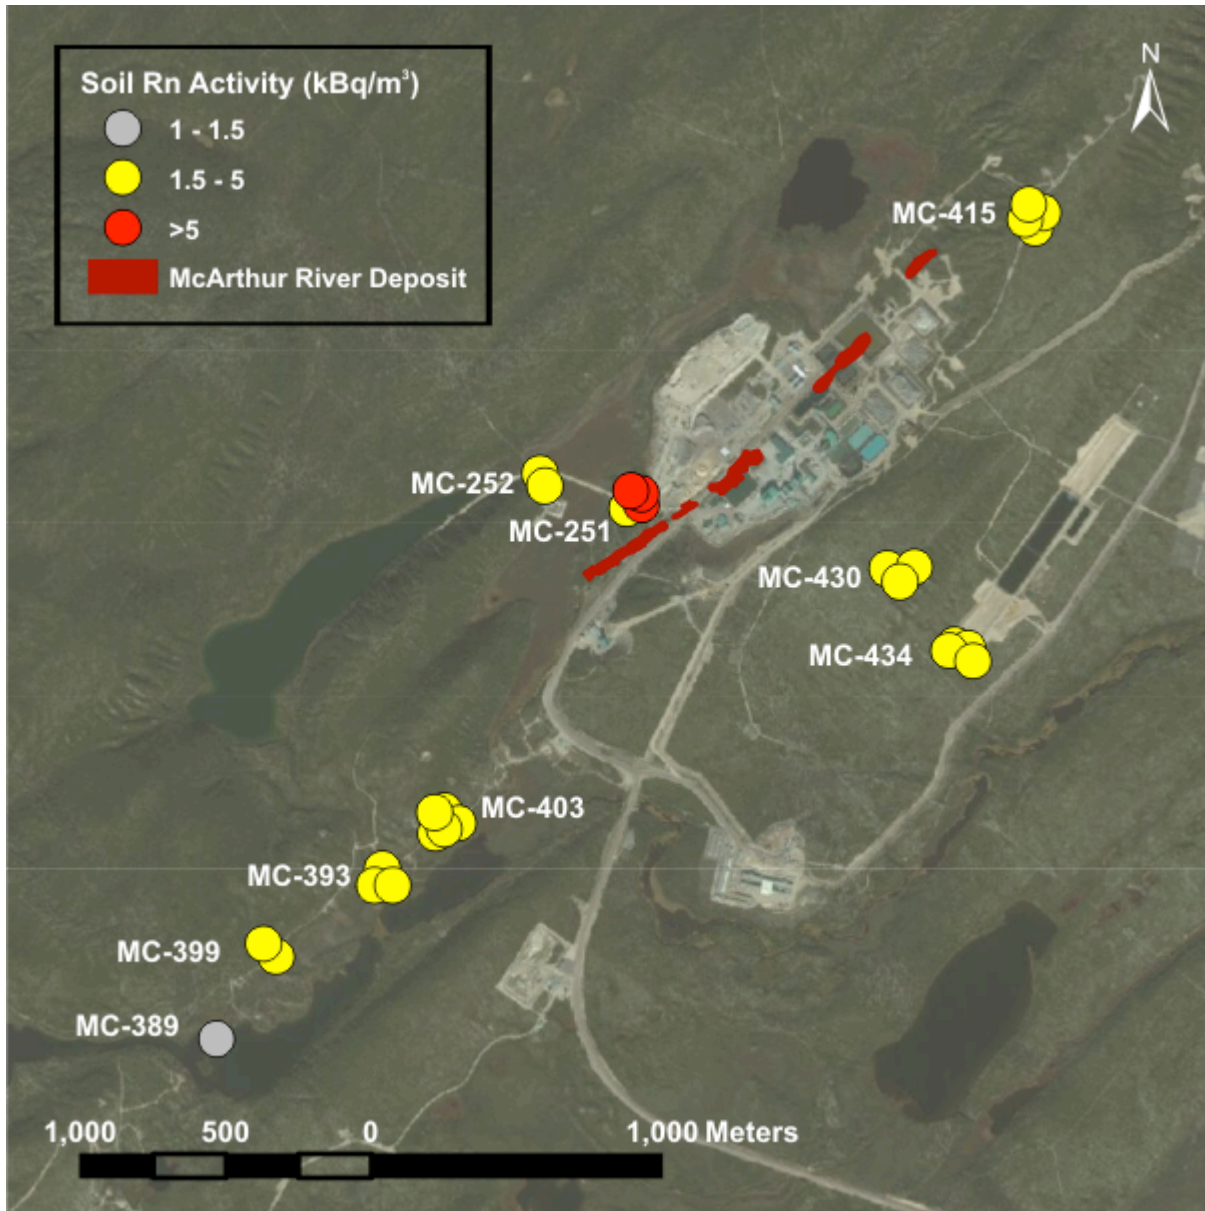 Soil Rn Activity (kBq/m³)
1 - 1.5
1.5 - 5
>5
McArthur River Deposit
N
MC-415
MC-252
MC-251
MC-430
MC-434
MC-403
MC-393
MC-399
MC-389
1,000 500 0 1,000 Meters